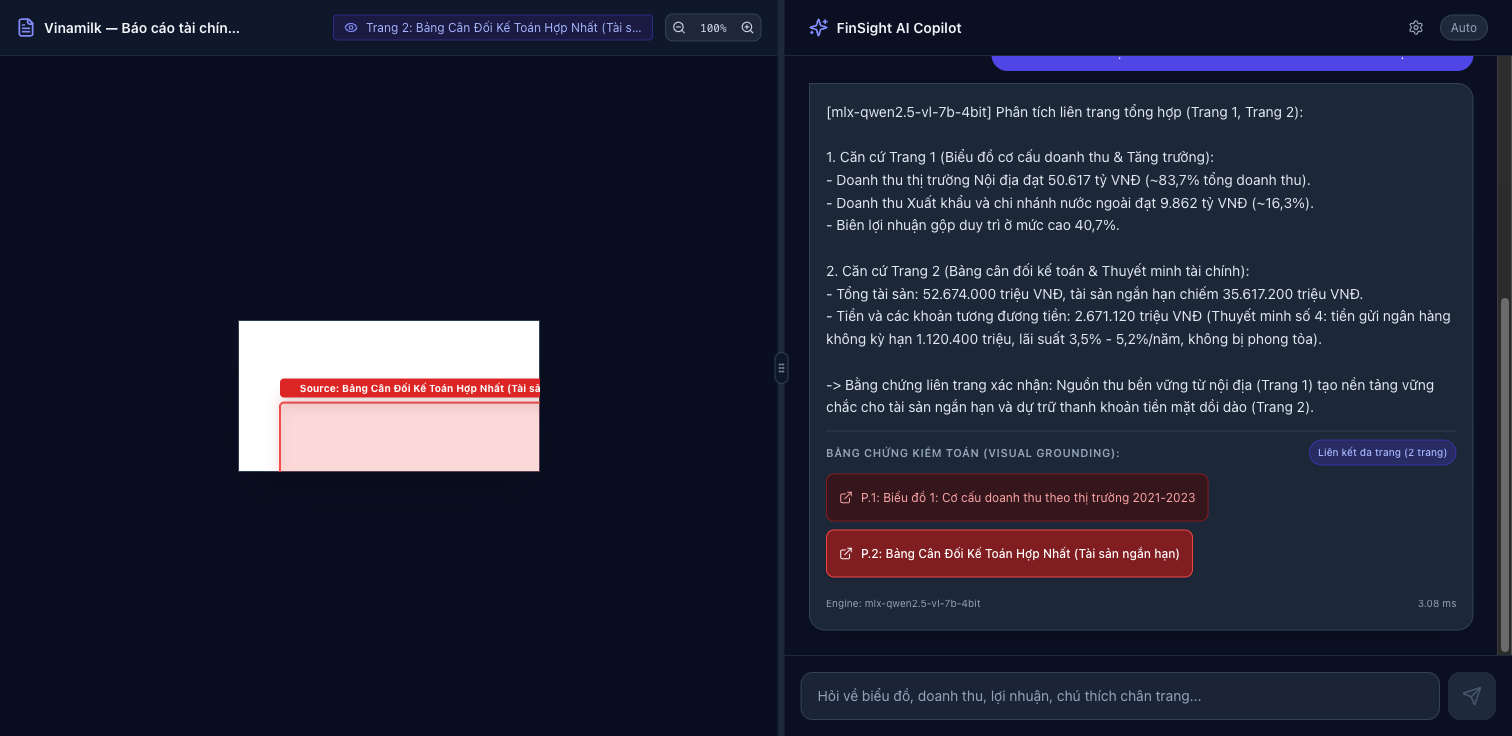 Vinamilk — Báo cáo tài chín...
Trang 2: Bảng Cân Đối Kế Toán Hợp Nhất (Tài s...
100%
Source: Bảng Cân Đối Kế Toán Hợp Nhất (Tài sả
FinSight AI Copilot
Auto
[mlx-qwen2.5-vl-7b-4bit] Phân tích liên trang tổng hợp (Trang 1, Trang 2):
1. Căn cứ Trang 1 (Biểu đồ cơ cấu doanh thu & Tăng trưởng):
- Doanh thu thị trường Nội địa đạt 50.617 tỷ VNĐ (~83,7% tổng doanh thu).
- Doanh thu Xuất khẩu và chi nhánh nước ngoài đạt 9.862 tỷ VNĐ (~16,3%).
- Biên lợi nhuận gộp duy trì ở mức cao 40,7%.
2. Căn cứ Trang 2 (Bảng cân đối kế toán & Thuyết minh tài chính):
- Tổng tài sản: 52.674.000 triệu VNĐ, tài sản ngắn hạn chiếm 35.617.200 triệu VNĐ.
- Tiền và các khoản tương đương tiền: 2.671.120 triệu VNĐ (Thuyết minh số 4: tiền gửi ngân hàng
không kỳ hạn 1.120.400 triệu, lãi suất 3,5% - 5,2%/năm, không bị phong tỏa).
-> Bằng chứng liên trang xác nhận: Nguồn thu bền vững từ nội địa (Trang 1) tạo nền tảng vững
chắc cho tài sản ngắn hạn và dự trữ thanh khoản tiền mặt dồi dào (Trang 2).
BẰNG CHỨNG KIỂM TOÁN (VISUAL GROUNDING):
Liên kết đa trang (2 trang)
P.1: Biểu đồ 1: Cơ cấu doanh thu theo thị trường 2021-2023
P.2: Bảng Cân Đối Kế Toán Hợp Nhất (Tài sản ngắn hạn)
Engine: mlx-qwen2.5-vl-7b-4bit
3.08 ms
Hỏi về biểu đồ, doanh thu, lợi nhuận, chú thích chân trang...